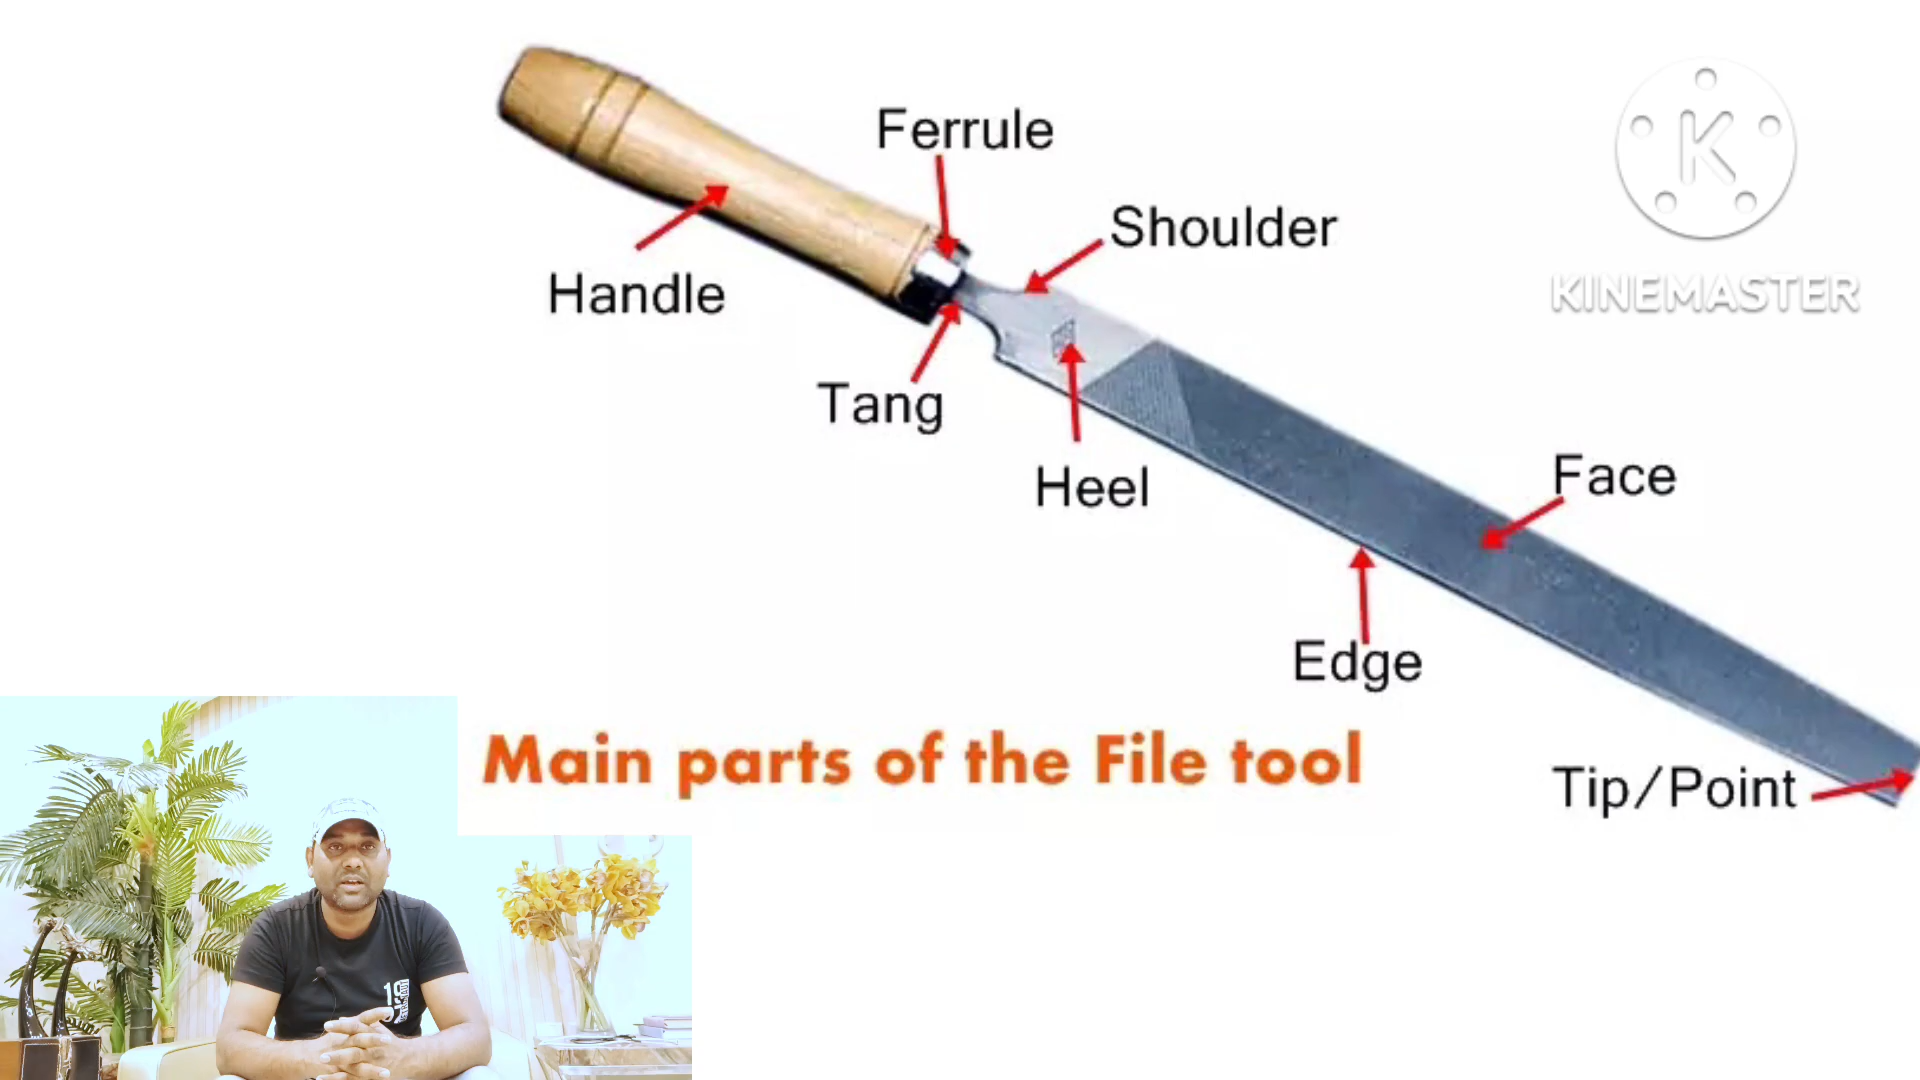 Ferrule
Shoulder
KINEMASTER
Handle
Tang
Heel
Face
Edge
Main parts of the File tool
Tip/Point